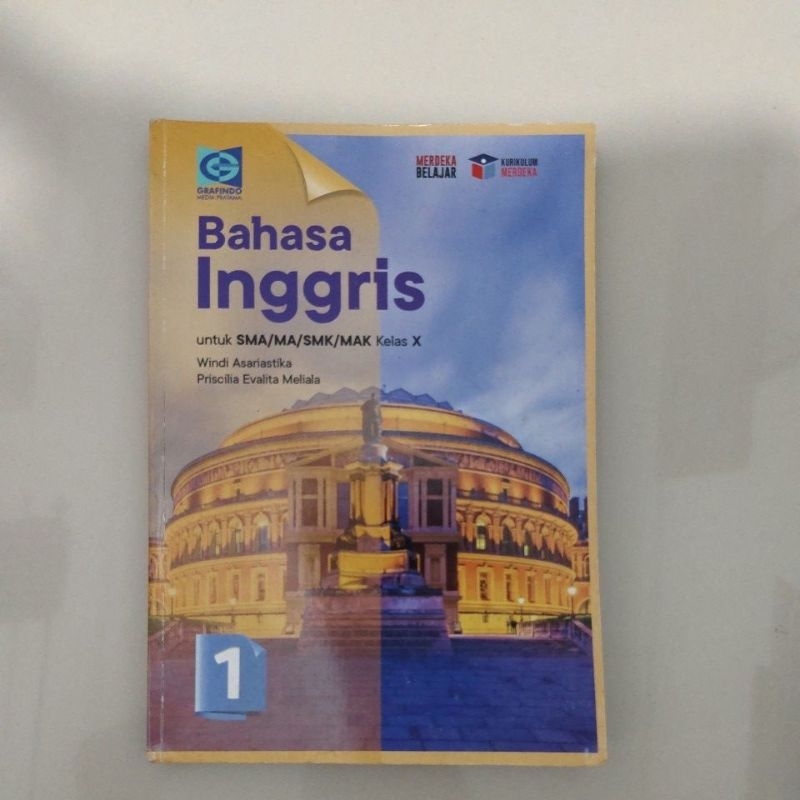 GRAFINDO
MEDIA PRATAMA
MERDEKA
BELAJAR
KURIKULUM
MERDEKA
Bahasa
Inggris
untuk SMA/MA/SMK/MAK Kelas X
Windi Asariastika
Priscilia Evalita Meliala
1